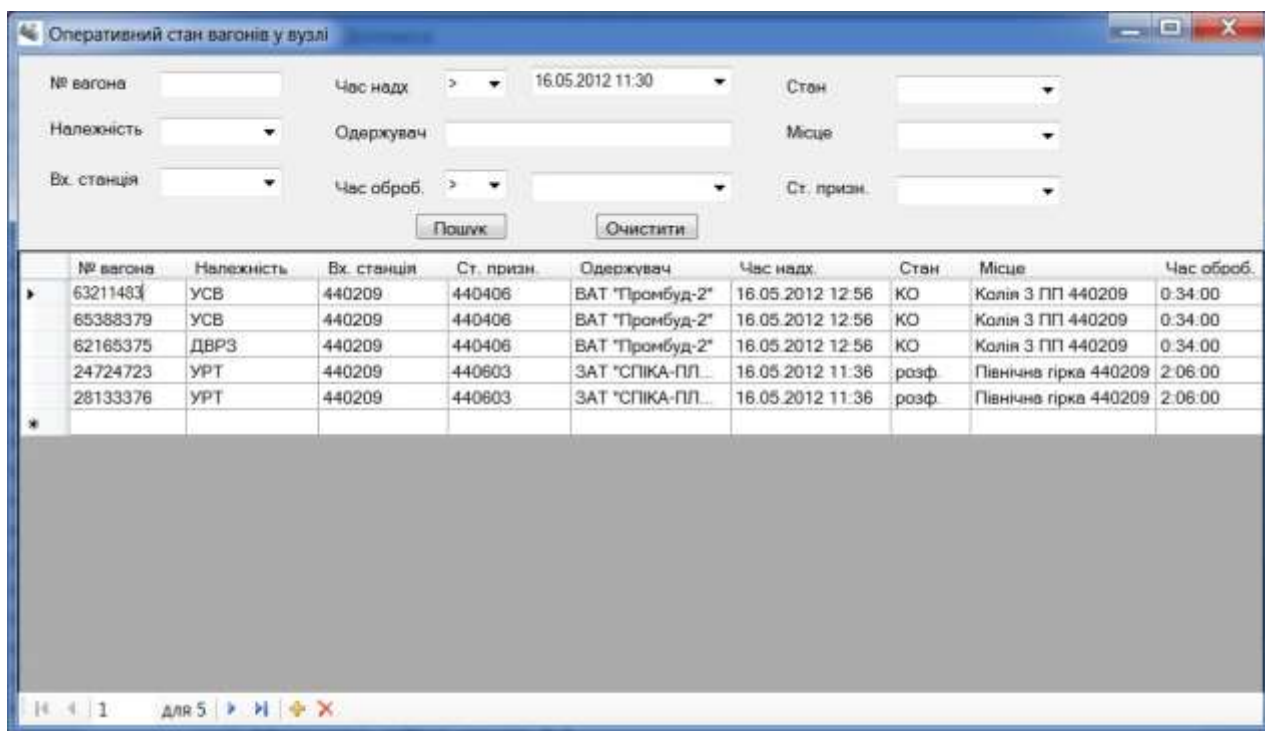 Оперативний стан вагонів у вузлі
№ вагона Час надх > 16.05.2012 11:30 Стан
Належність Одержувач Місце
Вх. станція Час оброб. > Ст. призн.
Пошук Очистити
№ вагона Належність Вх. станція Ст. призн. Одержувач Час надх. Стан Місце Час оброб.
63211483 УСВ 440209 440406 ВАТ "Промбуд-2" 16.05.2012 12:56 КО Колія 3 ПП 440209 0:34:00
65388379 УСВ 440209 440406 ВАТ "Промбуд-2" 16.05.2012 12:56 КО Колія 3 ПП 440209 0:34:00
62165375 ДВРЗ 440209 440406 ВАТ "Промбуд-2" 16.05.2012 12:56 КО Колія 3 ПП 440209 0:34:00
24724723 УРТ 440209 440603 ЗАТ "СПІКА-ПЛ... 16.05.2012 11:36 розф. Північна гірка 440209 2:06:00
28133376 УРТ 440209 440603 ЗАТ "СПІКА-ПЛ... 16.05.2012 11:36 розф. Північна гірка 440209 2:06:00
1 для 5